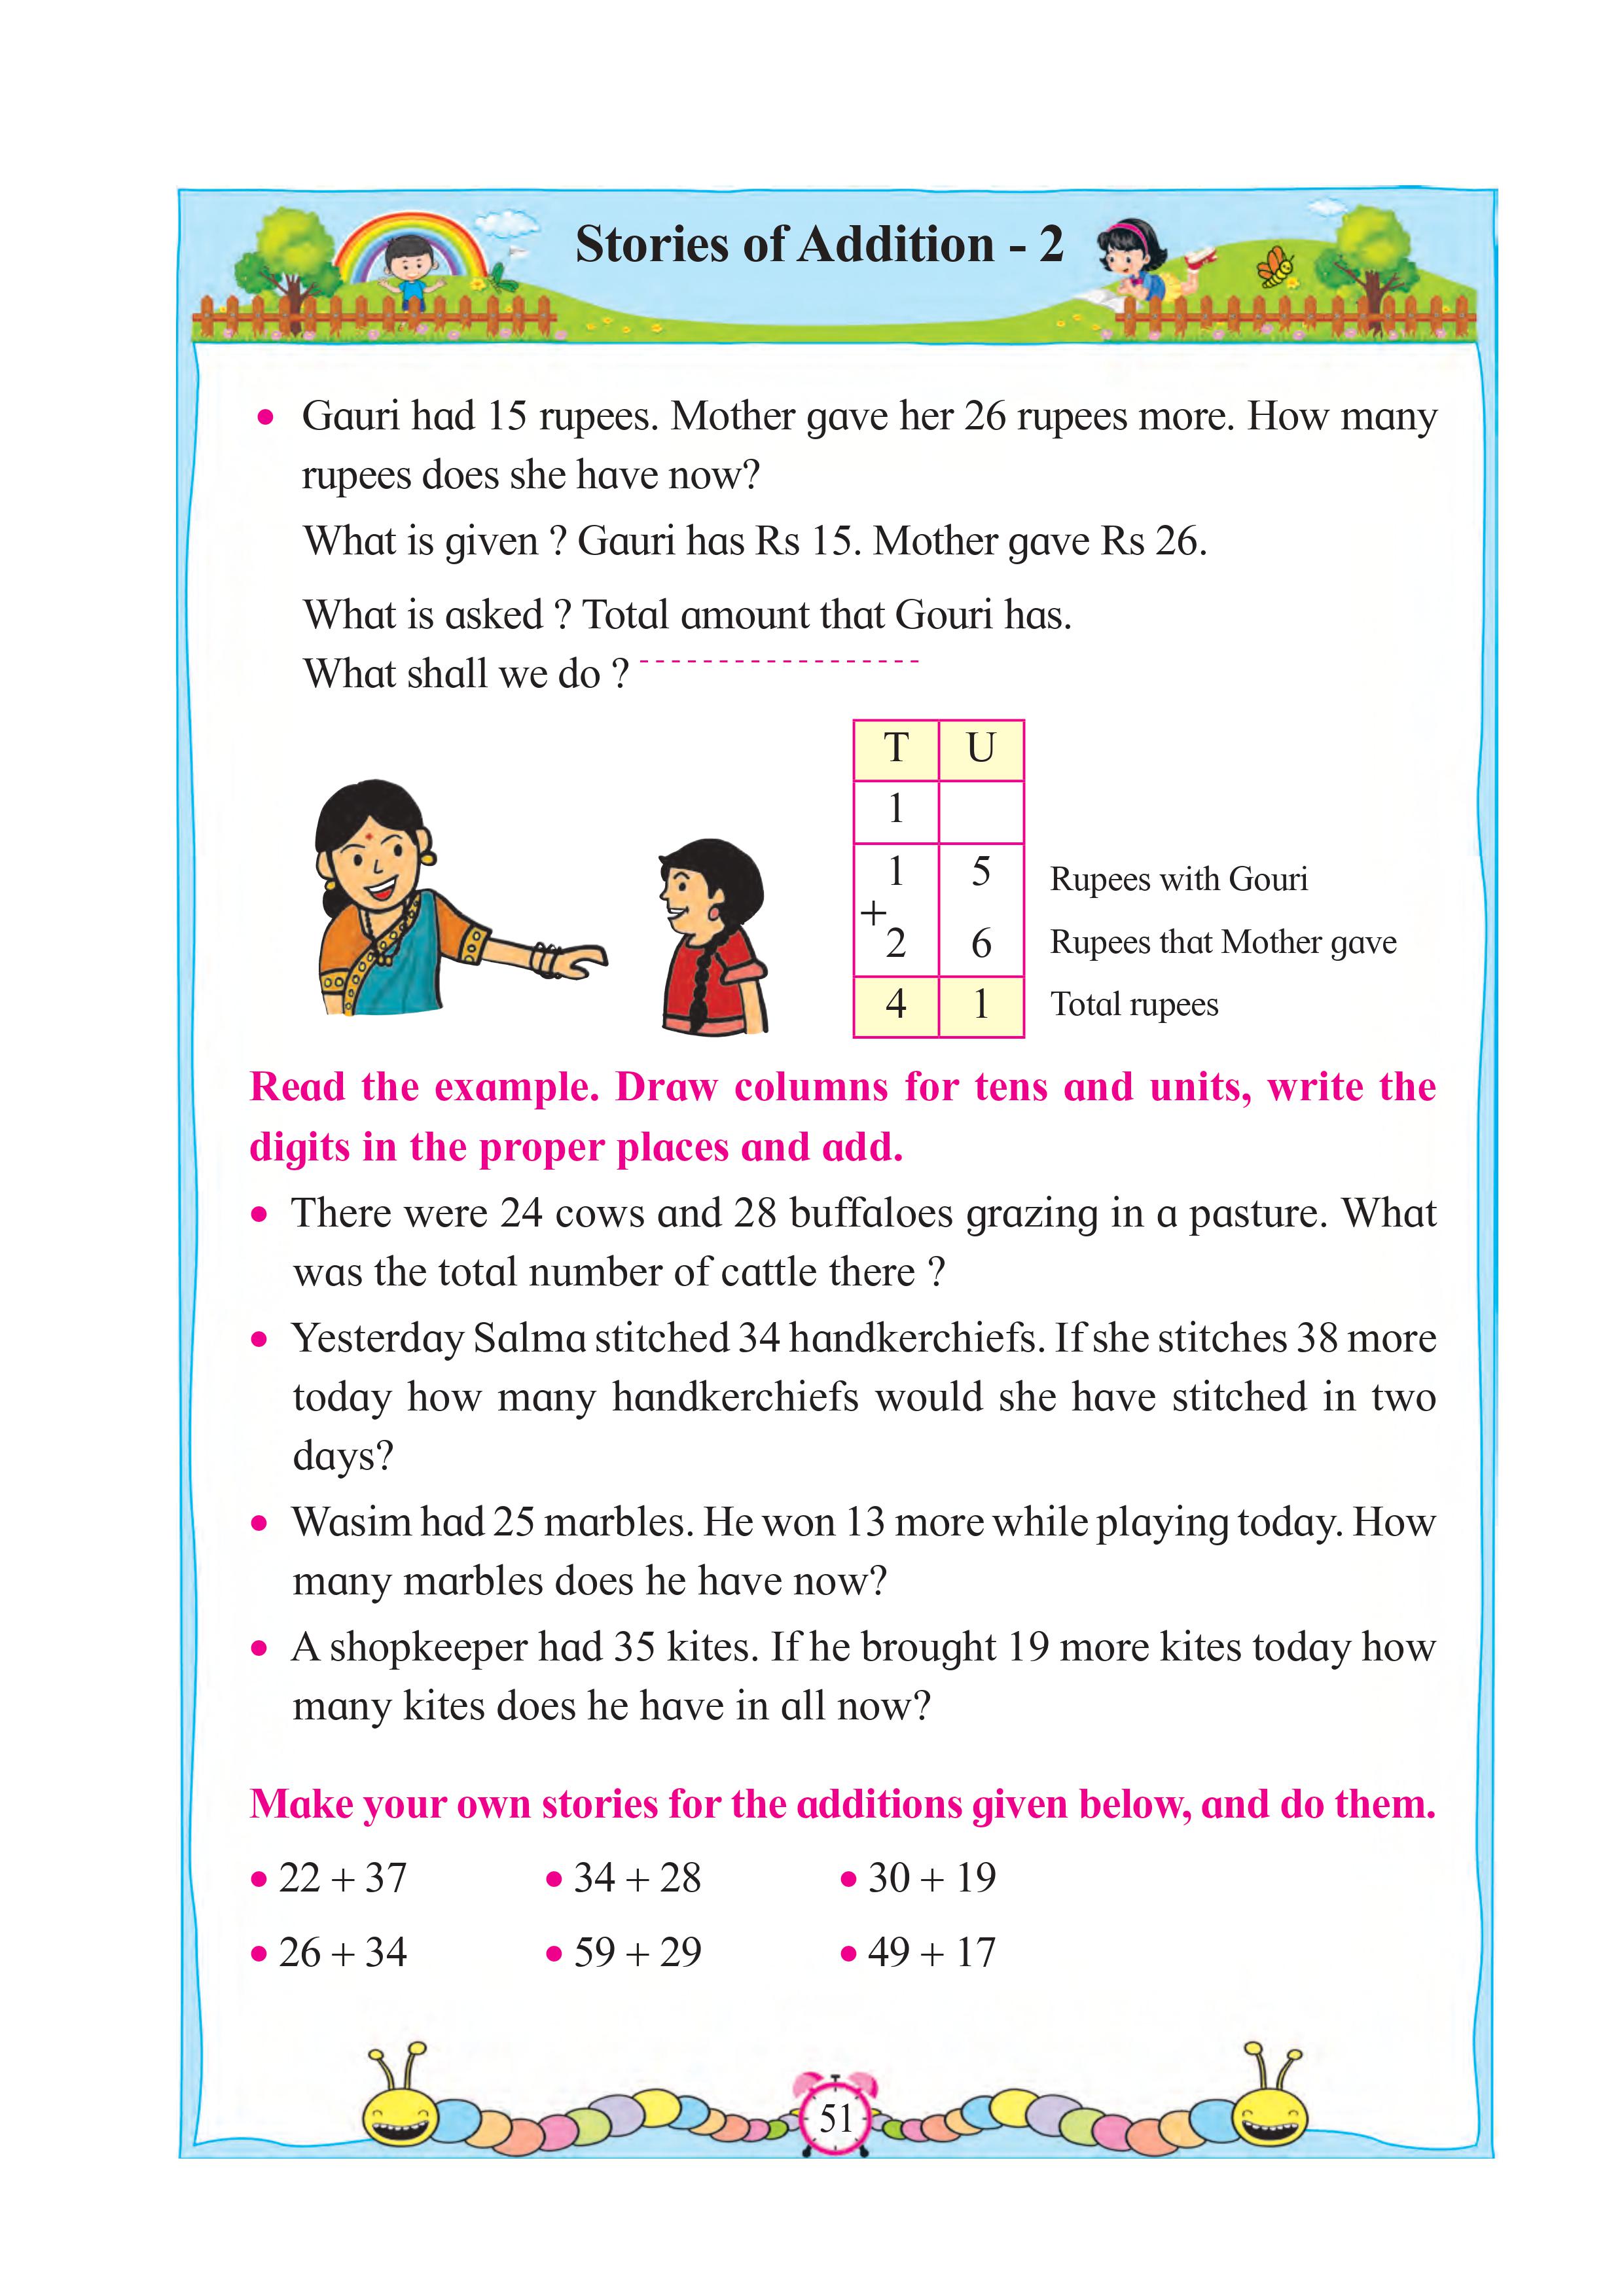 Stories of Addition - 2
• Gauri had 15 rupees. Mother gave her 26 rupees more. How many
rupees does she have now?
What is given ? Gauri has Rs 15. Mother gave Rs 26.
What is asked ? Total amount that Gouri has.
What shall we do ? ------------------
T U
1
1 5 Rupees with Gouri
+
2 6 Rupees that Mother gave
4 1 Total rupees
Read the example. Draw columns for tens and units, write the
digits in the proper places and add.
• There were 24 cows and 28 buffaloes grazing in a pasture. What
was the total number of cattle there ?
• Yesterday Salma stitched 34 handkerchiefs. If she stitches 38 more
today how many handkerchiefs would she have stitched in two
days?
• Wasim had 25 marbles. He won 13 more while playing today. How
many marbles does he have now?
• A shopkeeper had 35 kites. If he brought 19 more kites today how
many kites does he have in all now?
Make your own stories for the additions given below, and do them.
• 22 + 37 • 34 + 28 • 30 + 19
• 26 + 34 • 59 + 29 • 49 + 17
51